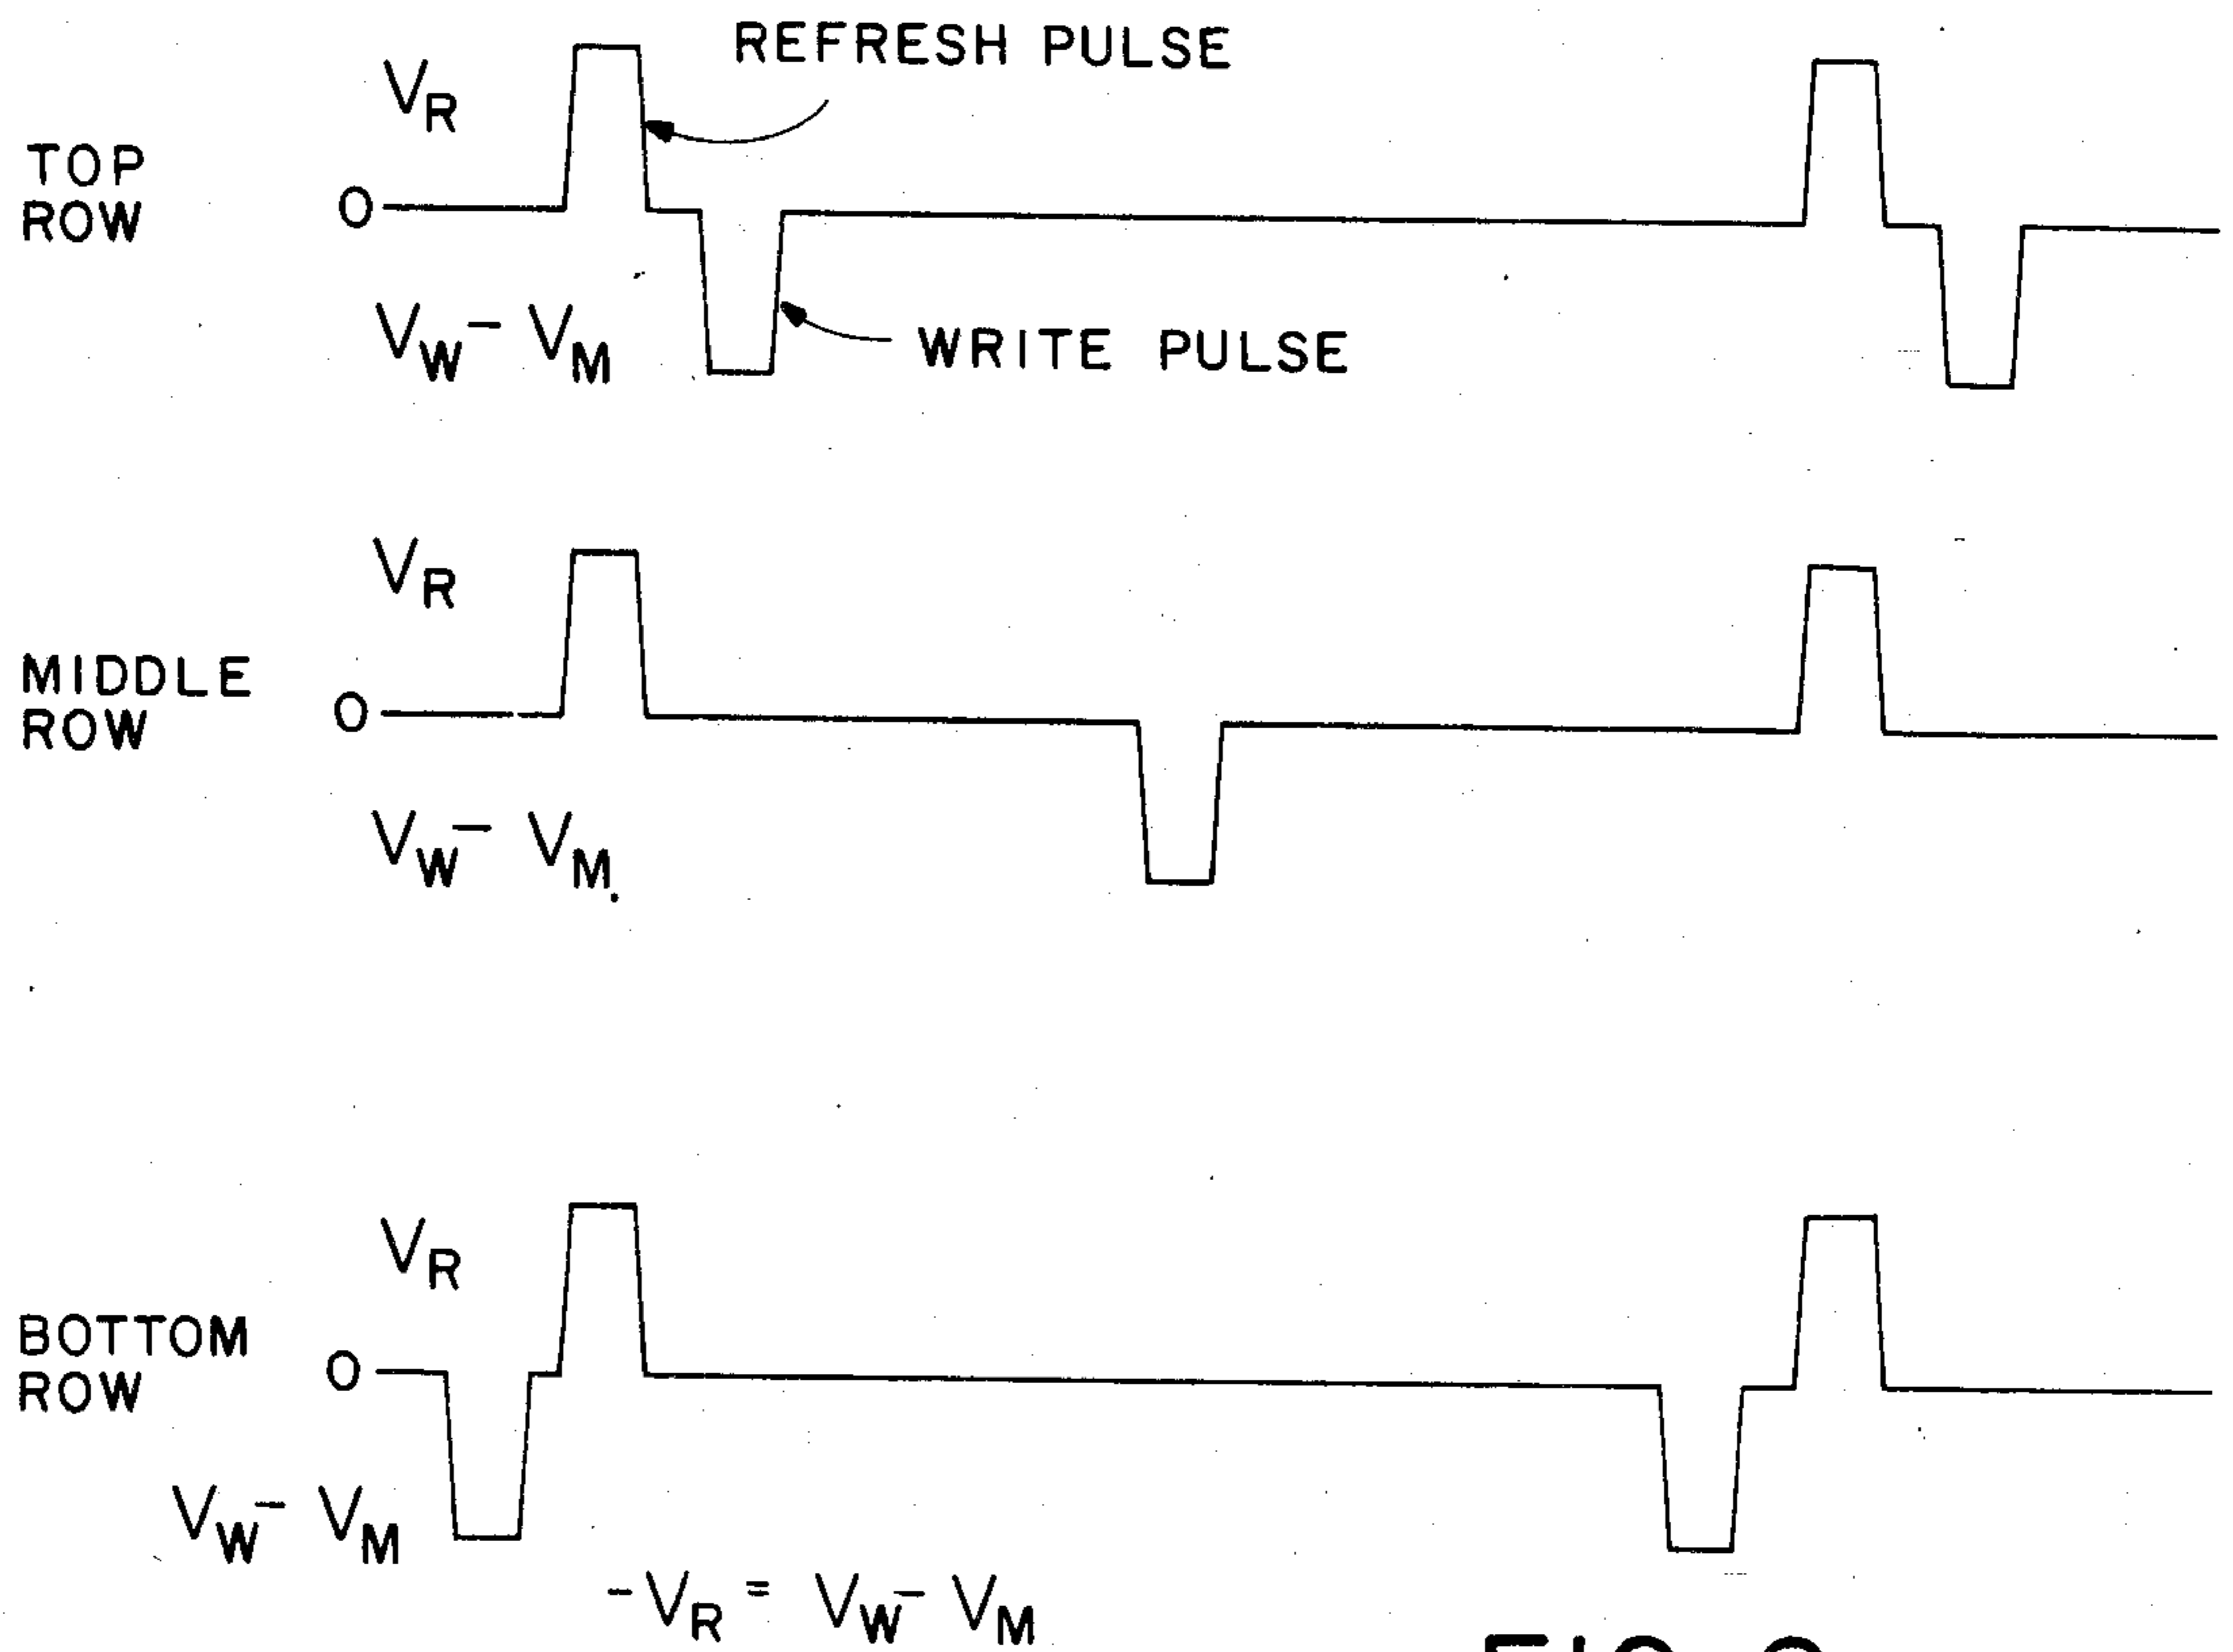 REFRESH PULSE
V_R
TOP
ROW
0
V_W - V_M
WRITE PULSE
V_R
MIDDLE
ROW
0
V_W - V_M
V_R
BOTTOM
ROW
0
V_W - V_M
-V_R = V_W - V_M